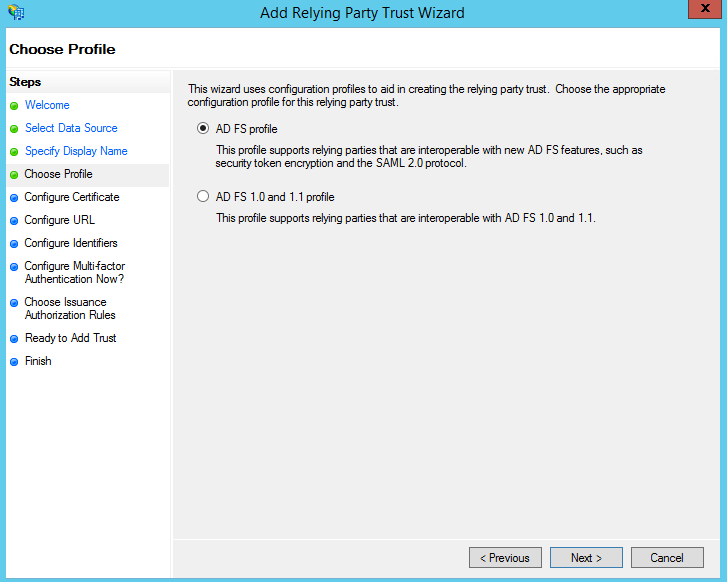 Add Relying Party Trust Wizard
X
Choose Profile
Steps
Welcome
Select Data Source
Specify Display Name
Choose Profile
Configure Certificate
Configure URL
Configure Identifiers
Configure Multi-factor
Authentication Now?
Choose Issuance
Authorization Rules
Ready to Add Trust
Finish
This wizard uses configuration profiles to aid in creating the relying party trust.  Choose the appropriate
configuration profile for this relying party trust.
AD FS profile
This profile supports relying parties that are interoperable with new AD FS features, such as
security token encryption and the SAML 2.0 protocol.
AD FS 1.0 and 1.1 profile
This profile supports relying parties that are interoperable with AD FS 1.0 and 1.1.
< Previous
Next >
Cancel